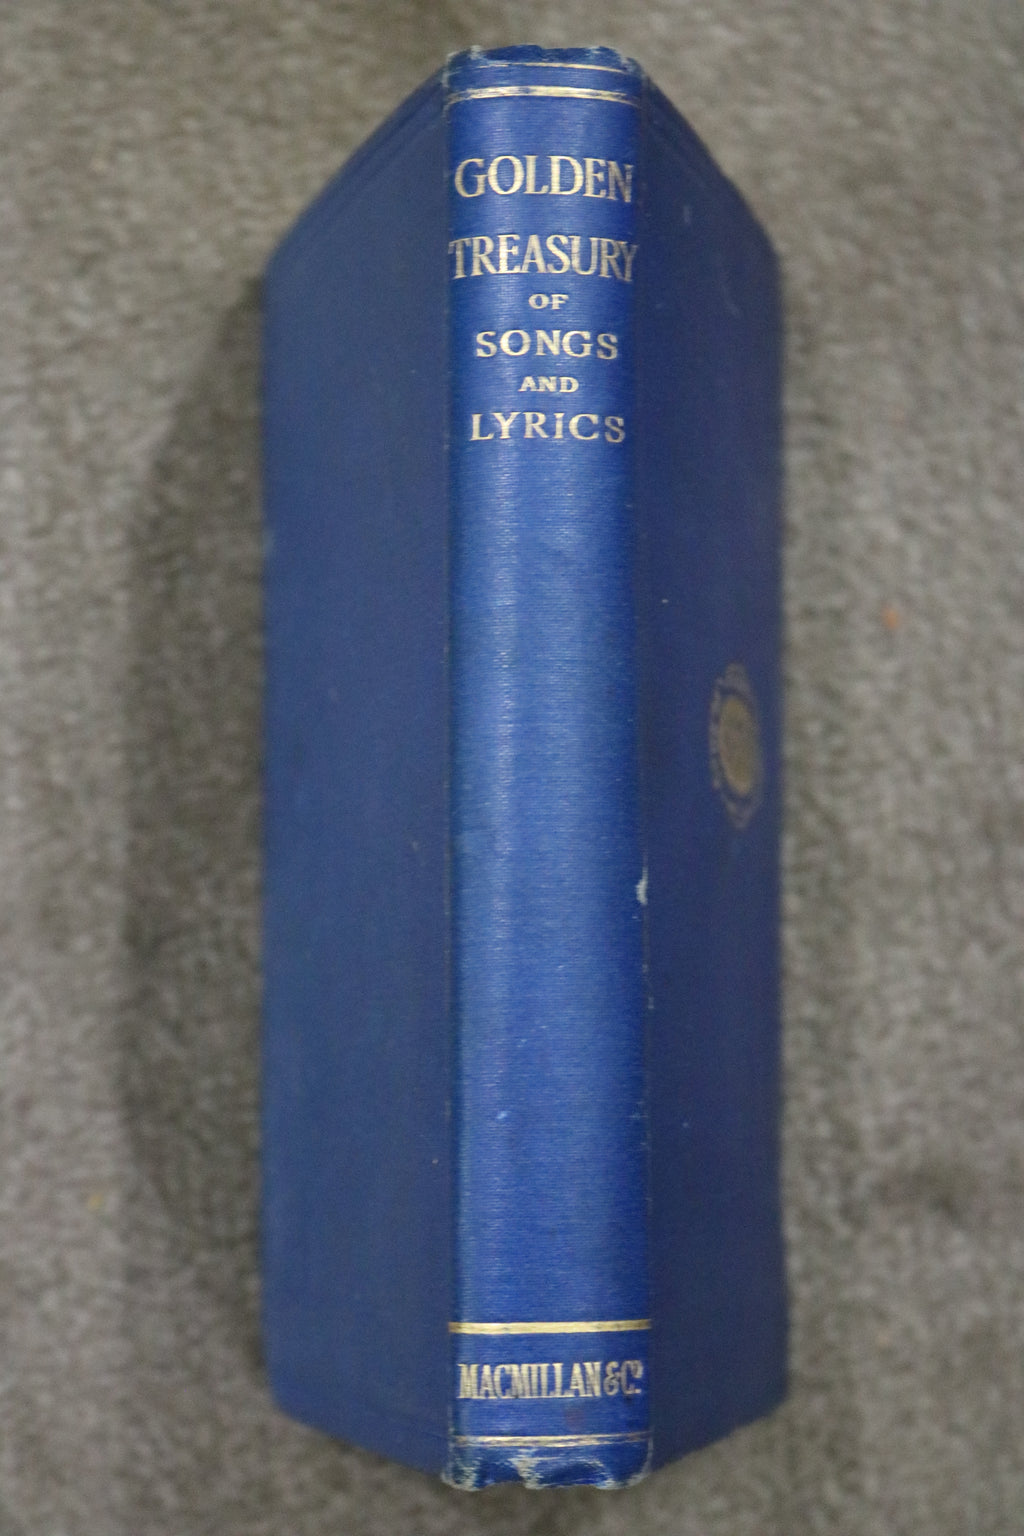 GOLDEN
TREASURY
OF
SONGS
AND
LYRICS
MACMILLAN & Cº.